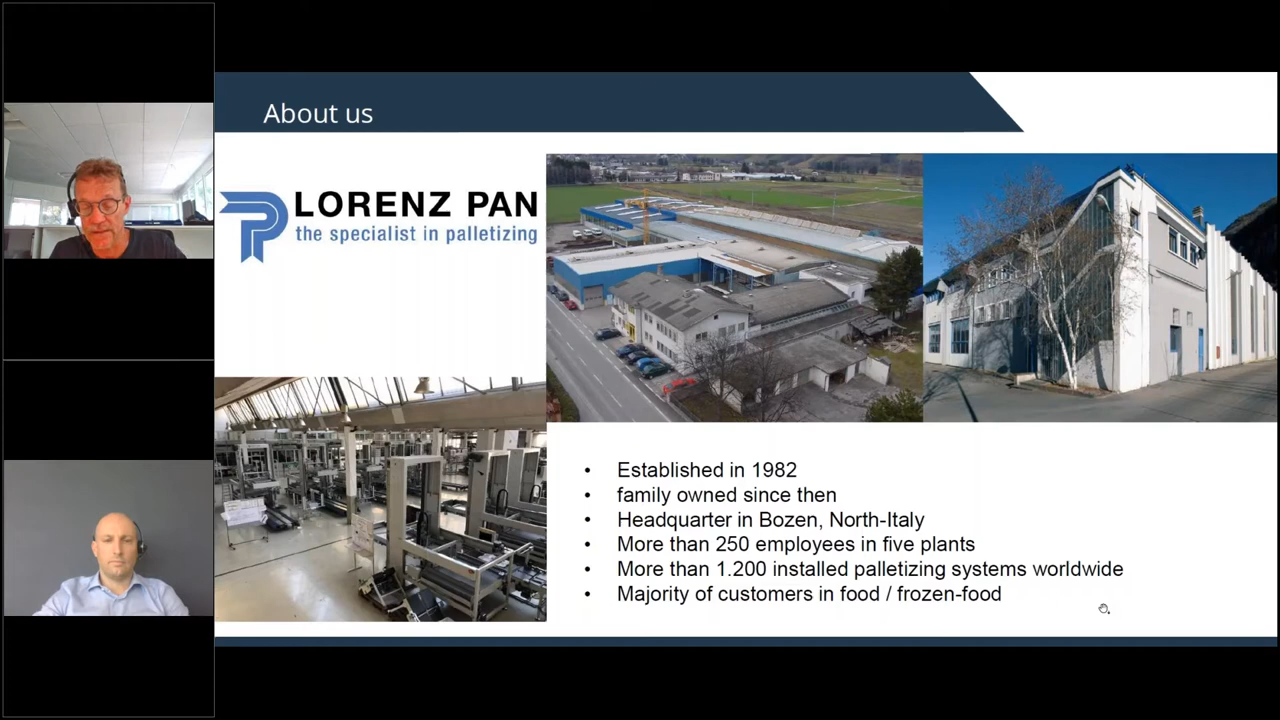 About us
LORENZ PAN
the specialist in palletizing
• Established in 1982
• family owned since then
• Headquarter in Bozen, North-Italy
• More than 250 employees in five plants
• More than 1.200 installed palletizing systems worldwide
• Majority of customers in food / frozen-food